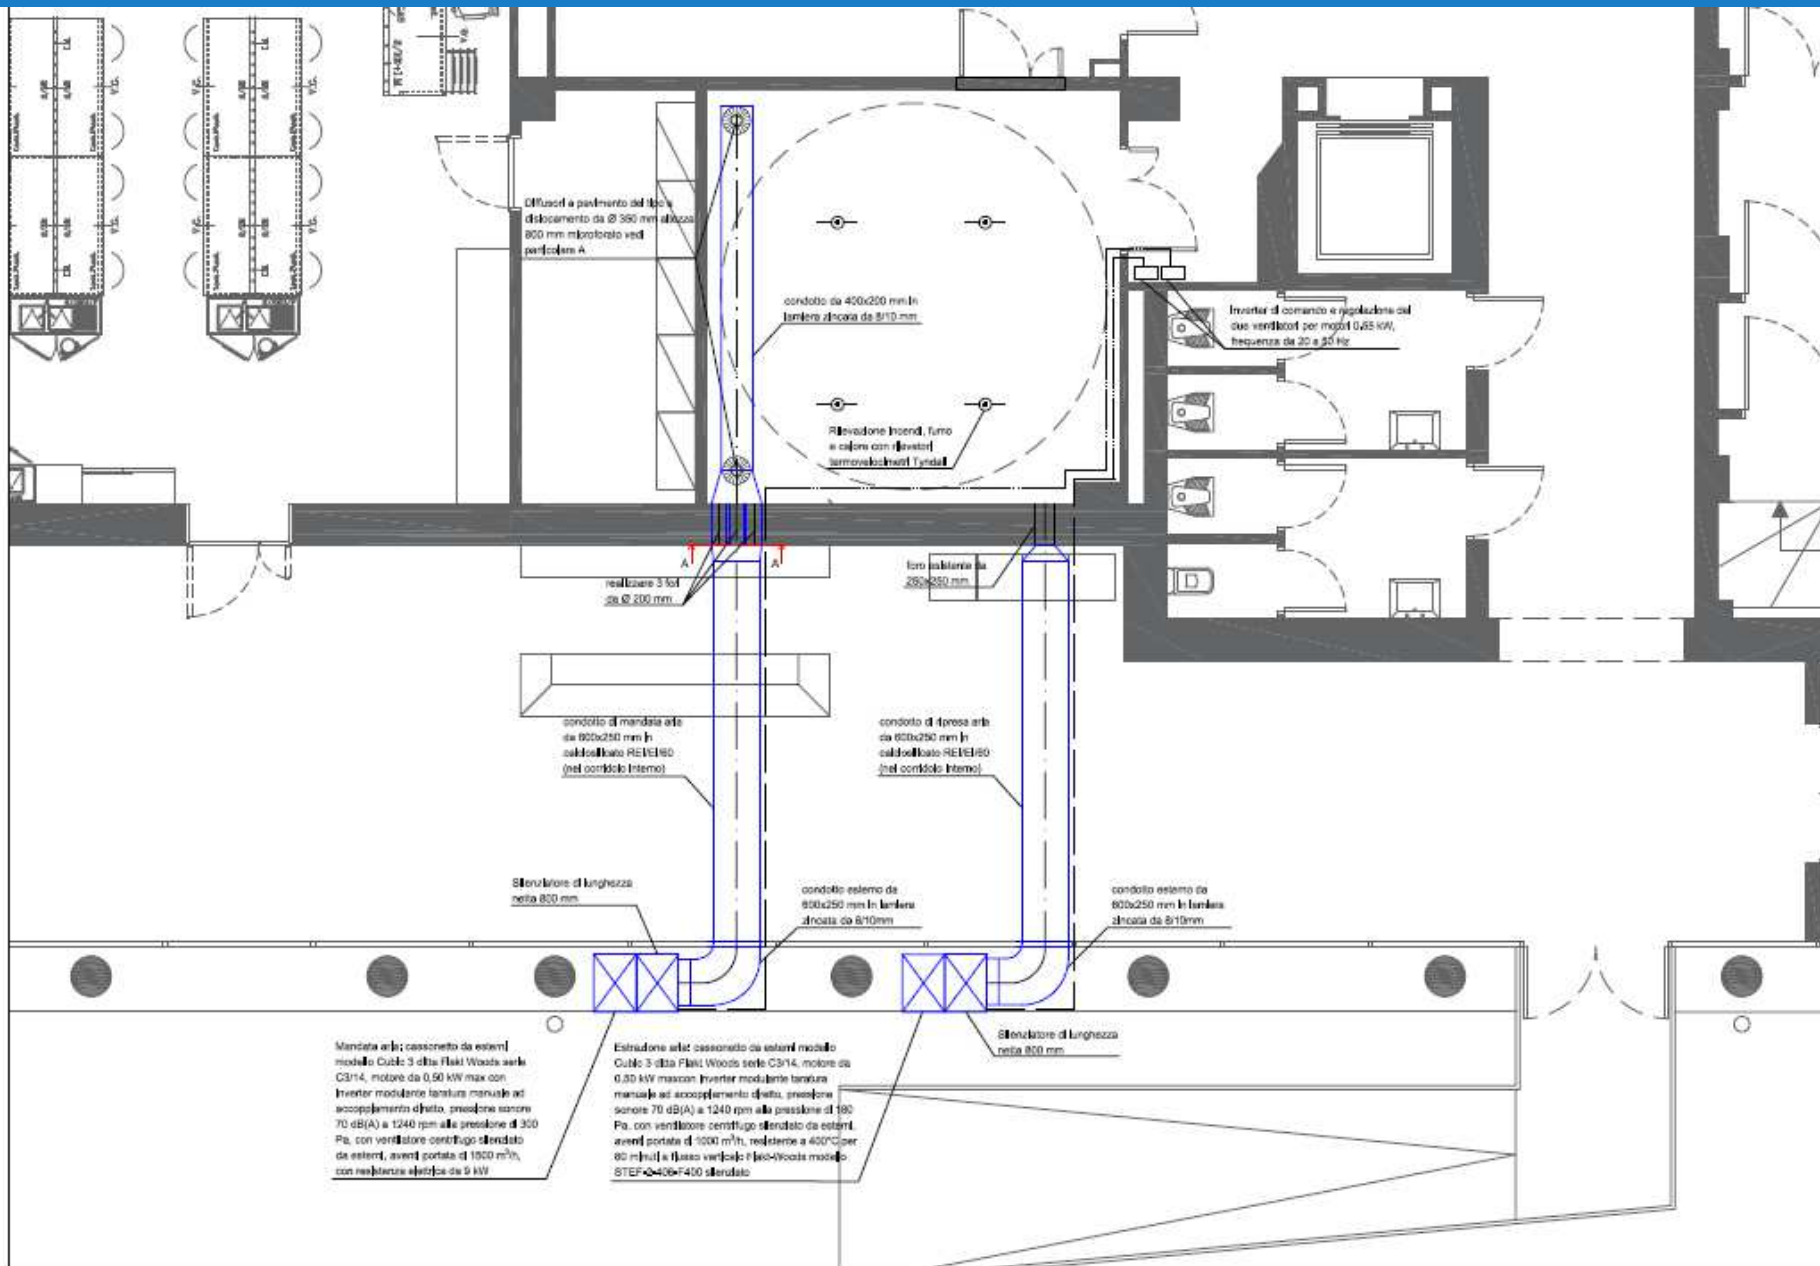 Diffusori a pavimento del tipo a
dislocamento da Ø 350 mm altezza
800 mm microforato vedi
particolare A
condotto da 400x200 mm in
lamiera zincata da 8/10 mm
Inverter di comando e regolazione dei
due ventilatori per motori 0,55 kW,
frequenza da 20 a 50 Hz
Rilevazione incendi, fumo
e calore con rilevatori
termovelocimetri Tyndall
A
A
realizzare 3 fori
da Ø 200 mm
foro esistente da
250x250 mm
condotto di mandata aria
da 600x250 mm in
calciosilicato REI/EI/60
(nel corridoio interno)
condotto di ripresa aria
da 600x250 mm in
calciosilicato REI/EI/60
(nel corridoio interno)
Silenziatore di lunghezza
netta 800 mm
condotto esterno da
600x250 mm in lamiera
zincata da 8/10mm
condotto esterno da
600x250 mm in lamiera
zincata da 8/10mm
Silenziatore di lunghezza
netta 800 mm
Mandata aria: cassonetto da esterni
modello Cubic 3 ditta Flakt Woods serie
C3/14, motore da 0,50 kW max con
inverter modulante taratura manuale ad
accoppiamento diretto, pressione sonore
70 dB(A) a 1240 rpm alla pressione di 300
Pa, con ventilatore centrifugo silenziato
da esterni, aventi portata di 1800 m³/h,
con resistenza elettrica da 9 kW
Estrazione aria: cassonetto da esterni modello
Cubic 3 ditta Flakt Woods serie C3/14, motore da
0,50 kW maxcon inverter modulante taratura
manuale ad accoppiamento diretto, pressione
sonore 70 dB(A) a 1240 rpm alla pressione di 180
Pa, con ventilatore centrifugo silenziato da esterni,
aventi portata di 1000 m³/h, resistente a 400°C per
60 minuti a flusso verticale Flakt-Woods modello
STEF-2-406-F400 silenziato